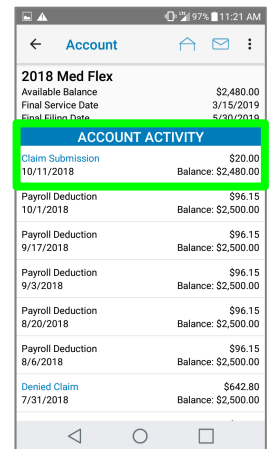 97% 11:21 AM
Account
2018 Med Flex
Available Balance $2,480.00
Final Service Date 3/15/2019
Final Filing Date 5/30/2019
ACCOUNT ACTIVITY
Claim Submission $20.00
10/11/2018 Balance: $2,480.00
Payroll Deduction $96.15
10/1/2018 Balance: $2,500.00
Payroll Deduction $96.15
9/17/2018 Balance: $2,500.00
Payroll Deduction $96.15
9/3/2018 Balance: $2,500.00
Payroll Deduction $96.15
8/20/2018 Balance: $2,500.00
Payroll Deduction $96.15
8/6/2018 Balance: $2,500.00
Denied Claim $642.80
7/31/2018 Balance: $2,500.00